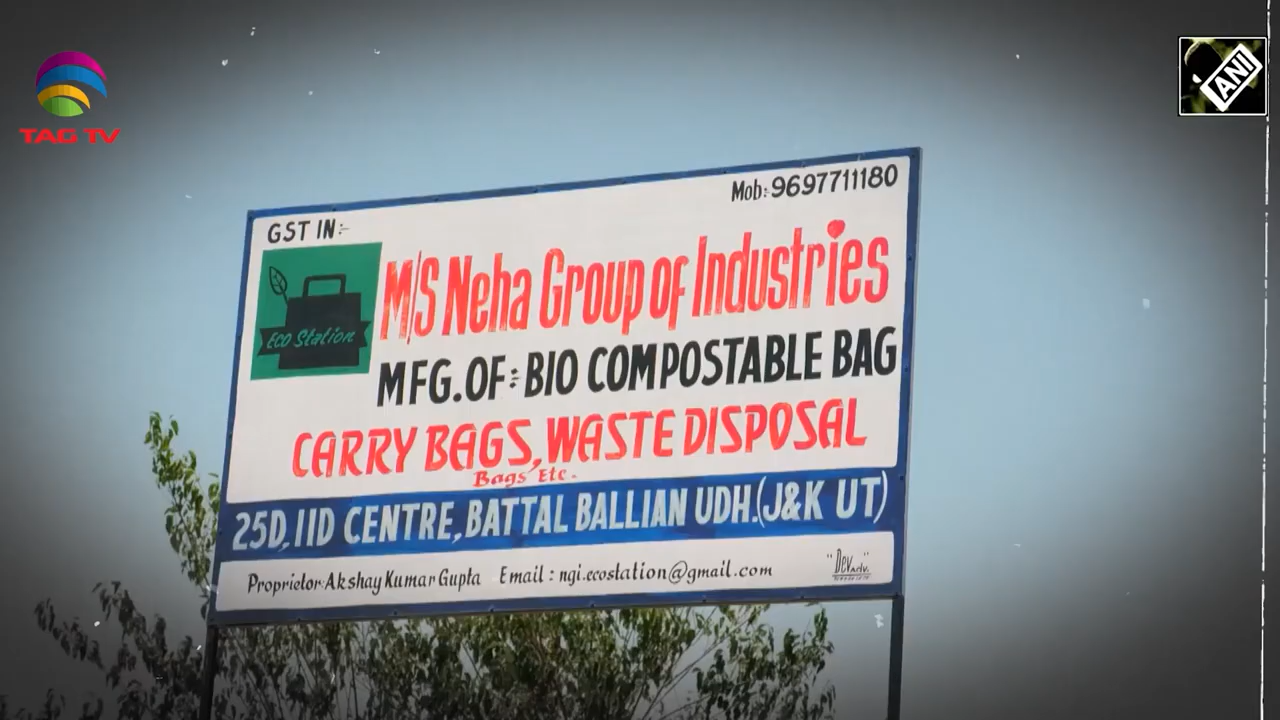 TAG TV
ANI
Mob:-9697711180
GST IN:-
Eco Station
M/S Neha Group of Industries
MFG.OF:- BIO COMPOSTABLE BAG
CARRY BAGS, WASTE DISPOSAL
Bags Etc.
25D, IID CENTRE, BATTAL BALLIAN UDH.(J&K UT)
Proprietor: Akshay Kumar Gupta Email : ngi.ecostation@gmail.com
"Dev adv."